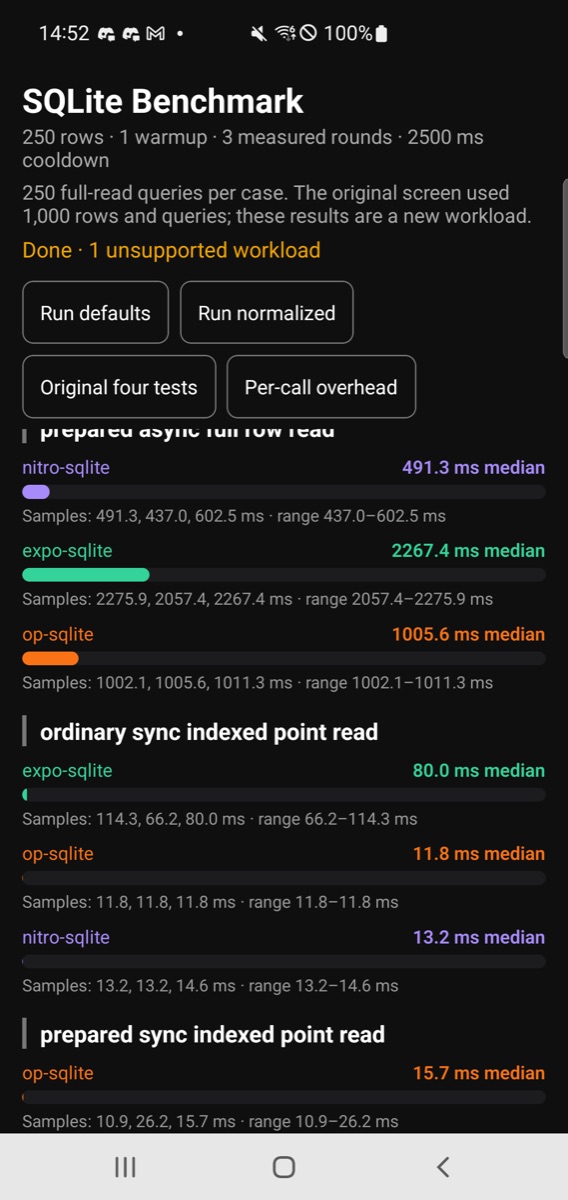 14:52 100%
SQLite Benchmark
250 rows · 1 warmup · 3 measured rounds · 2500 ms
cooldown
250 full-read queries per case. The original screen used
1,000 rows and queries; these results are a new workload.
Done · 1 unsupported workload
Run defaults Run normalized
Original four tests Per-call overhead
prepared async full row read
nitro-sqlite 491.3 ms median
Samples: 491.3, 437.0, 602.5 ms · range 437.0–602.5 ms
expo-sqlite 2267.4 ms median
Samples: 2275.9, 2057.4, 2267.4 ms · range 2057.4–2275.9 ms
op-sqlite 1005.6 ms median
Samples: 1002.1, 1005.6, 1011.3 ms · range 1002.1–1011.3 ms
ordinary sync indexed point read
expo-sqlite 80.0 ms median
Samples: 114.3, 66.2, 80.0 ms · range 66.2–114.3 ms
op-sqlite 11.8 ms median
Samples: 11.8, 11.8, 11.8 ms · range 11.8–11.8 ms
nitro-sqlite 13.2 ms median
Samples: 13.2, 13.2, 14.6 ms · range 13.2–14.6 ms
prepared sync indexed point read
op-sqlite 15.7 ms median
Samples: 10.9, 26.2, 15.7 ms · range 10.9–26.2 ms